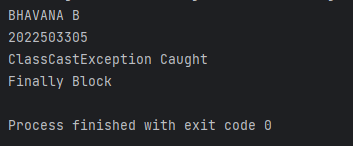 BHAVANA B
2022503305
ClassCastException Caught
Finally Block
Process finished with exit code 0